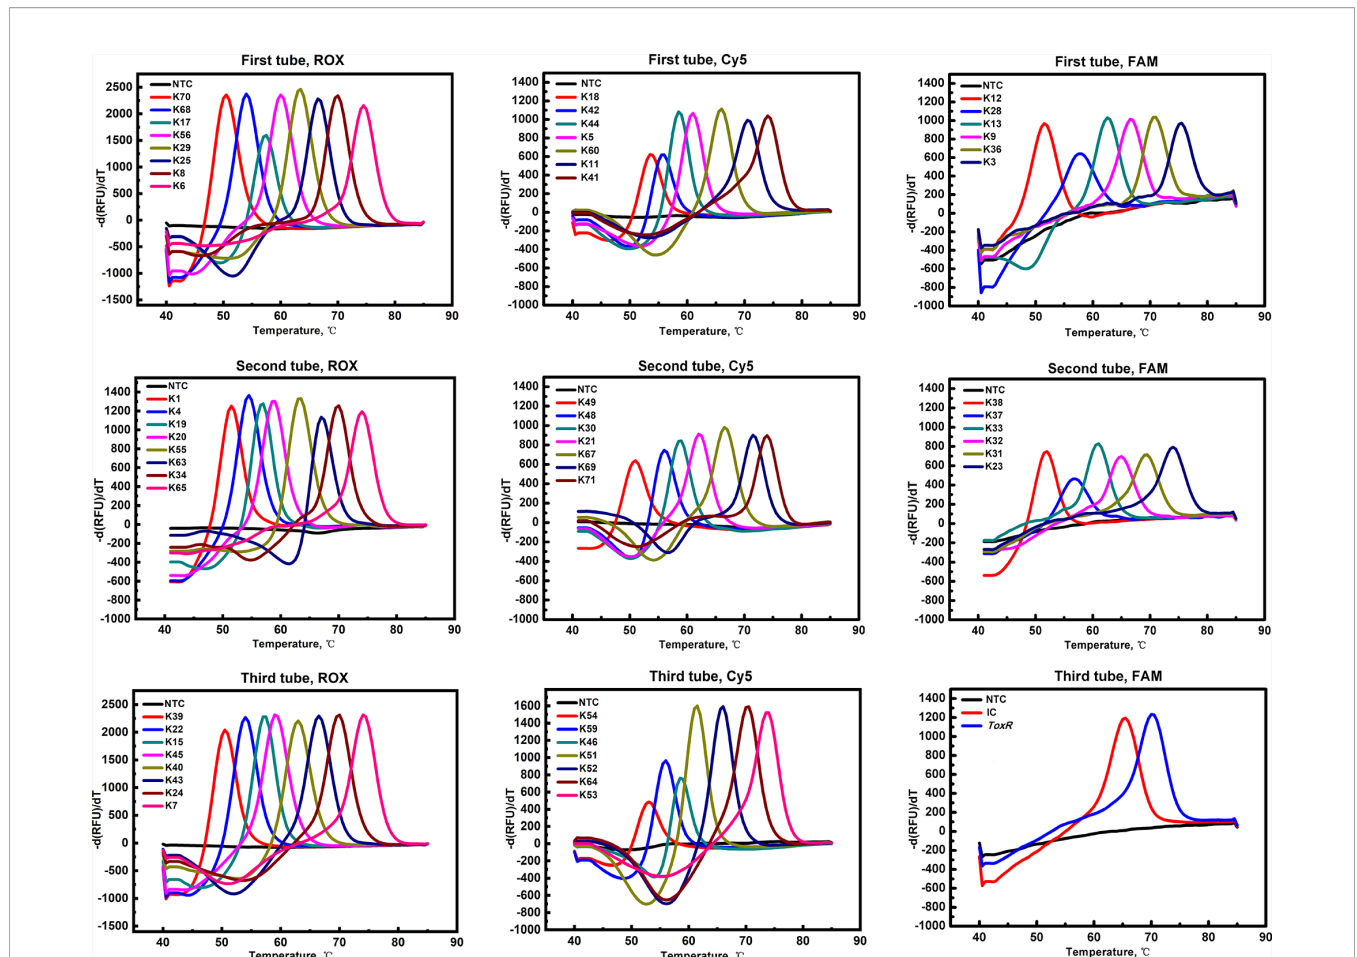 First tube, ROX
-d(RFU)/dT
2500
2000
1500
1000
500
0
-500
-1000
-1500
NTC
K70
K68
K17
K56
K29
K25
K8
K6
40 50 60 70 80 90
Temperature, ℃
First tube, Cy5
-d(RFU)/dT
1400
1200
1000
800
600
400
200
0
-200
-400
-600
-800
-1000
NTC
K18
K42
K44
K5
K60
K11
K41
40 50 60 70 80 90
Temperature, ℃
First tube, FAM
-d(RFU)/dT
1400
1200
1000
800
600
400
200
0
-200
-400
-600
-800
-1000
NTC
K12
K28
K13
K9
K36
K3
40 50 60 70 80 90
Temperature, ℃
Second tube, ROX
-d(RFU)/dT
1400
1200
1000
800
600
400
200
0
-200
-400
-600
-800
-1000
NTC
K1
K4
K19
K20
K55
K63
K34
K65
40 50 60 70 80 90
Temperature, ℃
Second tube, Cy5
-d(RFU)/dT
1400
1200
1000
800
600
400
200
0
-200
-400
-600
-800
-1000
NTC
K49
K48
K30
K21
K67
K69
K71
40 50 60 70 80 90
Temperature, ℃
Second tube, FAM
-d(RFU)/dT
1400
1200
1000
800
600
400
200
0
-200
-400
-600
-800
-1000
NTC
K38
K37
K33
K32
K31
K23
40 50 60 70 80 90
Temperature, ℃
Third tube, ROX
-d(RFU)/dT
2500
2000
1500
1000
500
0
-500
-1000
-1500
NTC
K39
K22
K15
K45
K40
K43
K24
K7
40 50 60 70 80 90
Temperature, ℃
Third tube, Cy5
-d(RFU)/dT
1600
1400
1200
1000
800
600
400
200
0
-200
-400
-600
-800
-1000
NTC
K54
K59
K46
K51
K52
K64
K53
40 50 60 70 80 90
Temperature, ℃
Third tube, FAM
-d(RFU)/dT
1400
1200
1000
800
600
400
200
0
-200
-400
-600
-800
-1000
NTC
IC
ToxR
40 50 60 70 80 90
Temperature, ℃